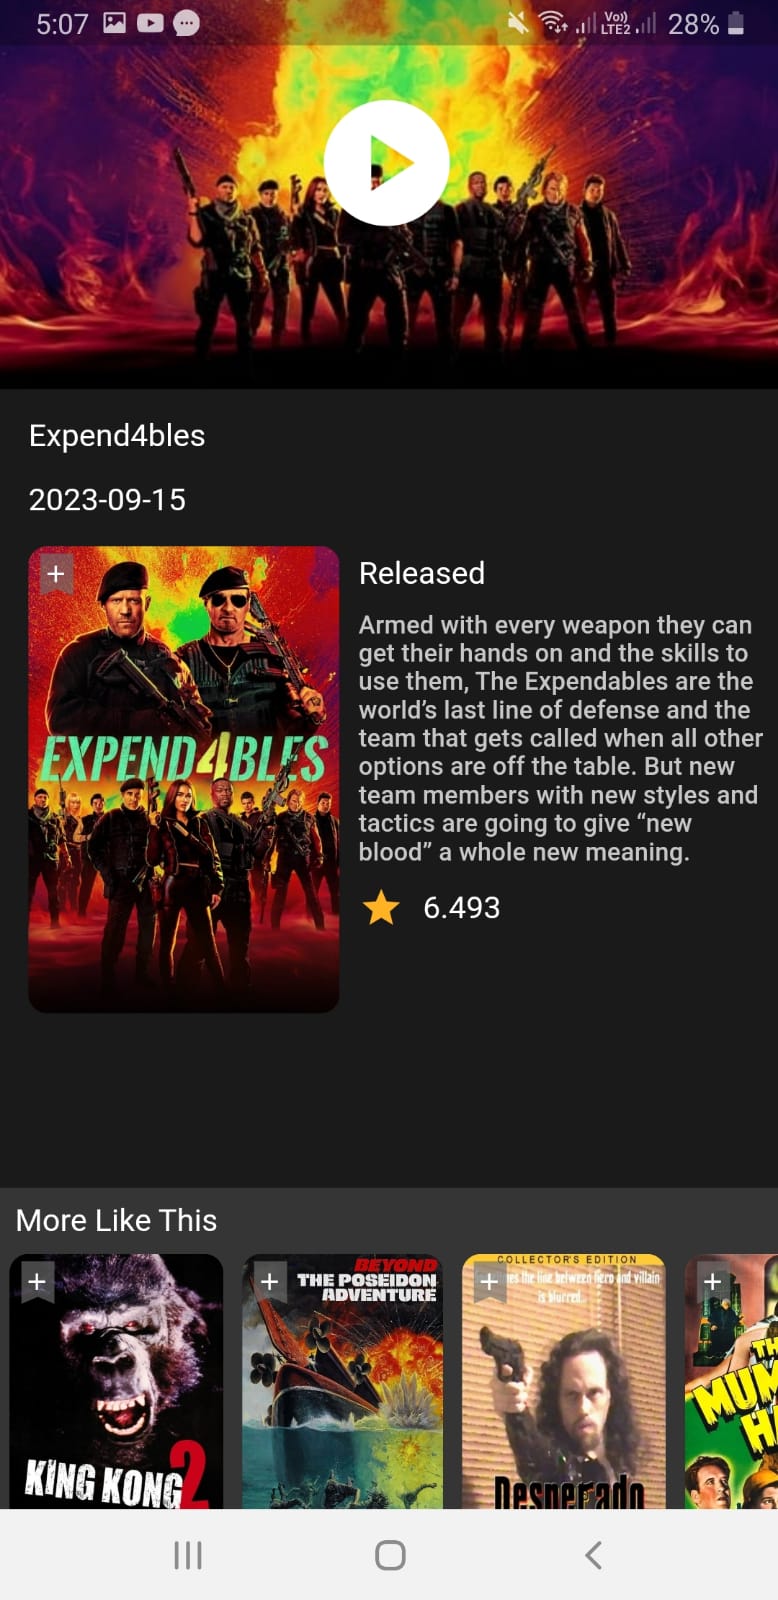 5:07
Vo)) LTE2
28%
Expend4bles
2023-09-15
EXPEND4BLES
Released
Armed with every weapon they can
get their hands on and the skills to
use them, The Expendables are the
world's last line of defense and the
team that gets called when all other
options are off the table. But new
team members with new styles and
tactics are going to give “new
blood” a whole new meaning.
6.493
More Like This
KING KONG 2
BEYOND
THE POSEIDON
ADVENTURE
COLLECTOR'S EDITION
the line between hero and villain
is blurred...
Desperado
TH
MUM
H